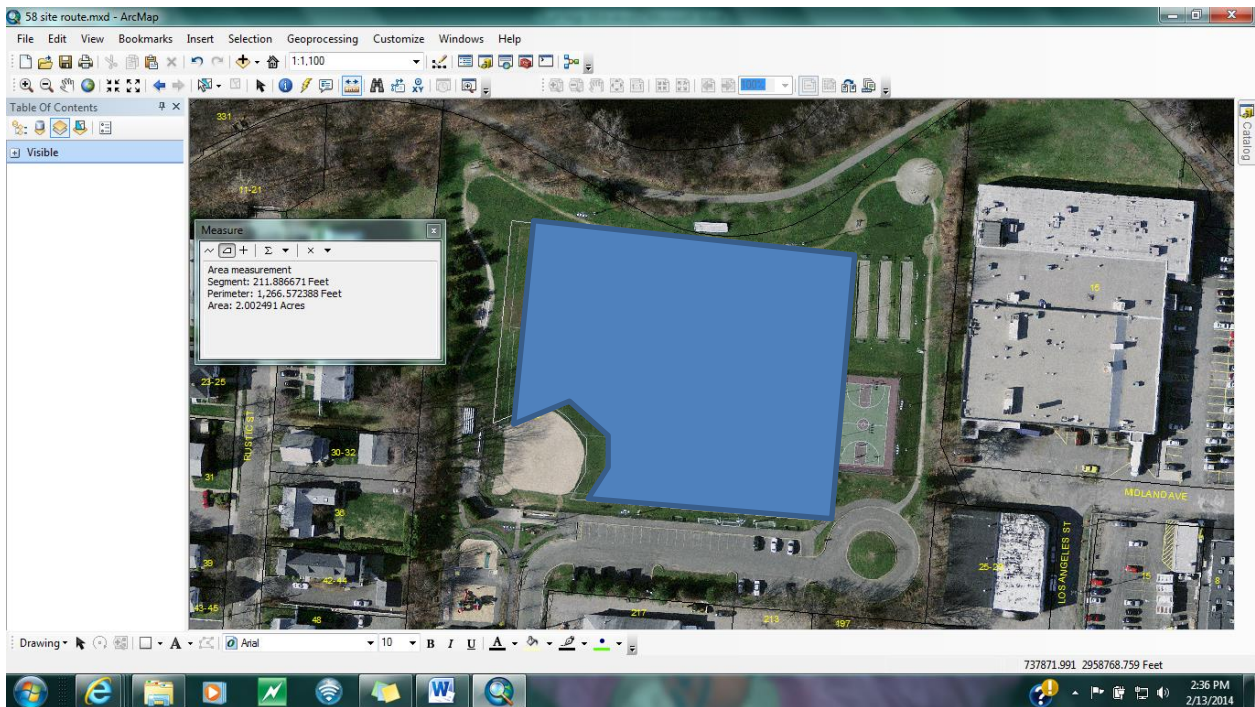 58 site route.mxd - ArcMap
File Edit View Bookmarks Insert Selection Geoprocessing Customize Windows Help
1:1,100
100%
Table Of Contents
Visible
Catalog
331
11-21
Measure
Area measurement
Segment: 211.886671 Feet
Perimeter: 1,266.572388 Feet
Area: 2.002491 Acres
15
23-25
RUSTIC ST
30-32
31
36
MIDLAND AVE
LOS ANGELES ST
39
42-44
15
43-45
48
217
213
197
Drawing
A
Arial
10
B I U A
737871.991 2958768.759 Feet
W
2:36 PM
2/13/2014